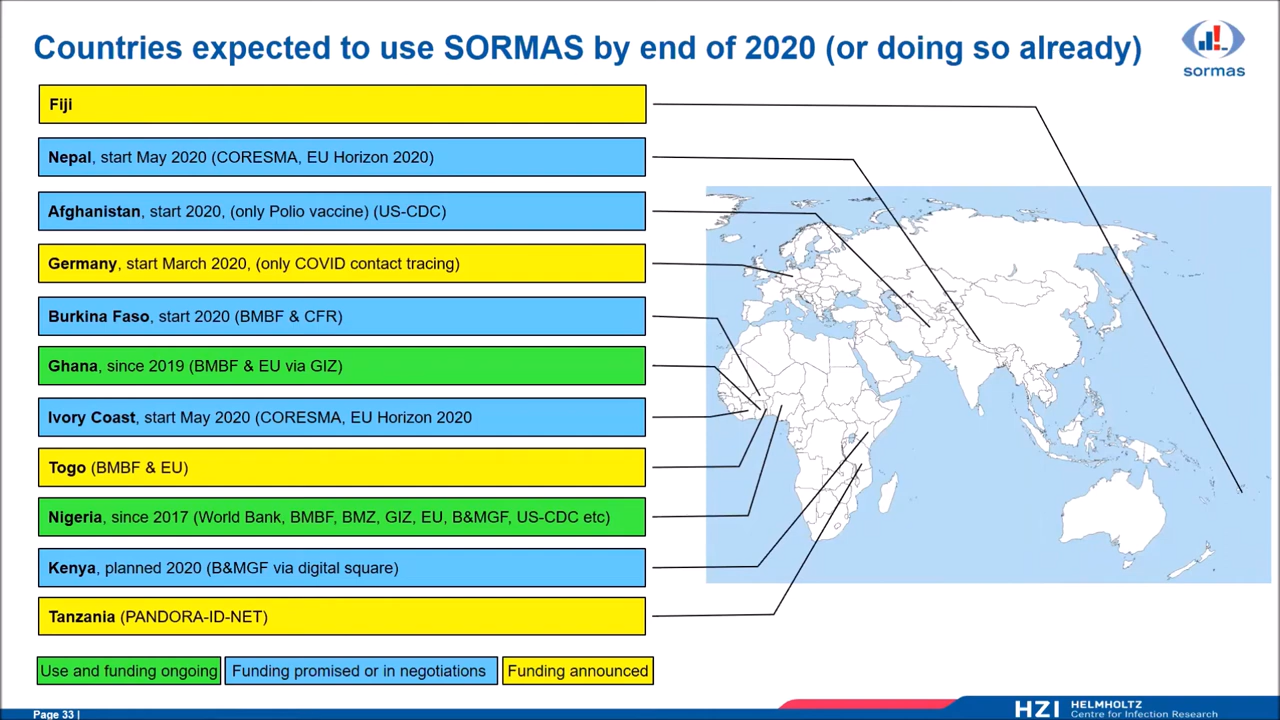 Countries expected to use SORMAS by end of 2020 (or doing so already)
sormas
Fiji
Nepal, start May 2020 (CORESMA, EU Horizon 2020)
Afghanistan, start 2020, (only Polio vaccine) (US-CDC)
Germany, start March 2020, (only COVID contact tracing)
Burkina Faso, start 2020 (BMBF & CFR)
Ghana, since 2019 (BMBF & EU via GIZ)
Ivory Coast, start May 2020 (CORESMA, EU Horizon 2020
Togo (BMBF & EU)
Nigeria, since 2017 (World Bank, BMBF, BMZ, GIZ, EU, B&MGF, US-CDC etc)
Kenya, planned 2020 (B&MGF via digital square)
Tanzania (PANDORA-ID-NET)
Use and funding ongoing
Funding promised or in negotiations
Funding announced
Page 33 |
HZI HELMHOLTZ
Centre for Infection Research